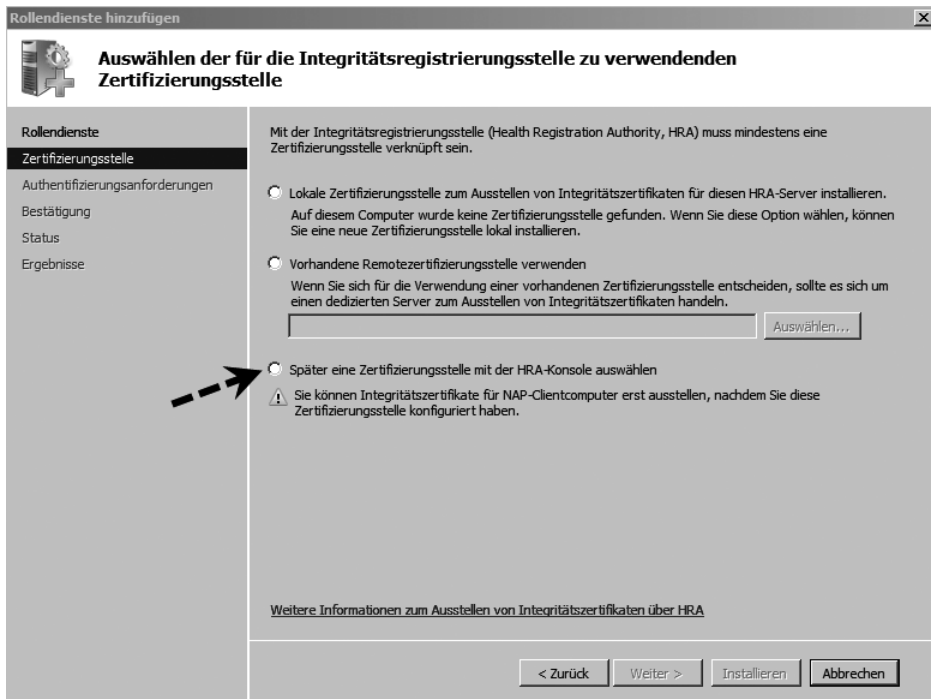 Rollendienste hinzufügen
Auswählen der für die Integritätsregistrierungsstelle zu verwendenden
Zertifizierungsstelle
Rollendienste
Zertifizierungsstelle
Authentifizierungsanforderungen
Bestätigung
Status
Ergebnisse
Mit der Integritätsregistrierungsstelle (Health Registration Authority, HRA) muss mindestens eine
Zertifizierungsstelle verknüpft sein.
Lokale Zertifizierungsstelle zum Ausstellen von Integritätszertifikaten für diesen HRA-Server installieren.
Auf diesem Computer wurde keine Zertifizierungsstelle gefunden. Wenn Sie diese Option wählen, können
Sie eine neue Zertifizierungsstelle lokal installieren.
Vorhandene Remotezertifizierungsstelle verwenden
Wenn Sie sich für die Verwendung einer vorhandenen Zertifizierungsstelle entscheiden, sollte es sich um
einen dedizierten Server zum Ausstellen von Integritätszertifikaten handeln.
Auswählen...
Später eine Zertifizierungsstelle mit der HRA-Konsole auswählen
Sie können Integritätszertifikate für NAP-Clientcomputer erst ausstellen, nachdem Sie diese
Zertifizierungsstelle konfiguriert haben.
Weitere Informationen zum Ausstellen von Integritätszertifikaten über HRA
< Zurück
Weiter >
Installieren
Abbrechen